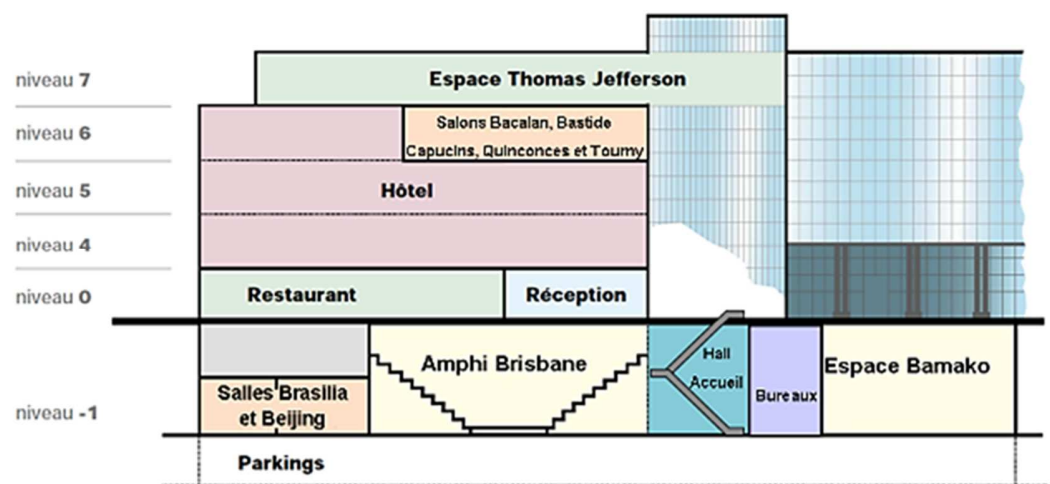 niveau 7
Espace Thomas Jefferson
niveau 6
Salons Bacalan, Bastide
Capucins, Quinconces et Tourny
niveau 5
Hôtel
niveau 4
niveau 0
Restaurant
Réception
Amphi Brisbane
Hall
Accueil
Espace Bamako
Salles Brasilia
et Beijing
Bureaux
niveau -1
Parkings